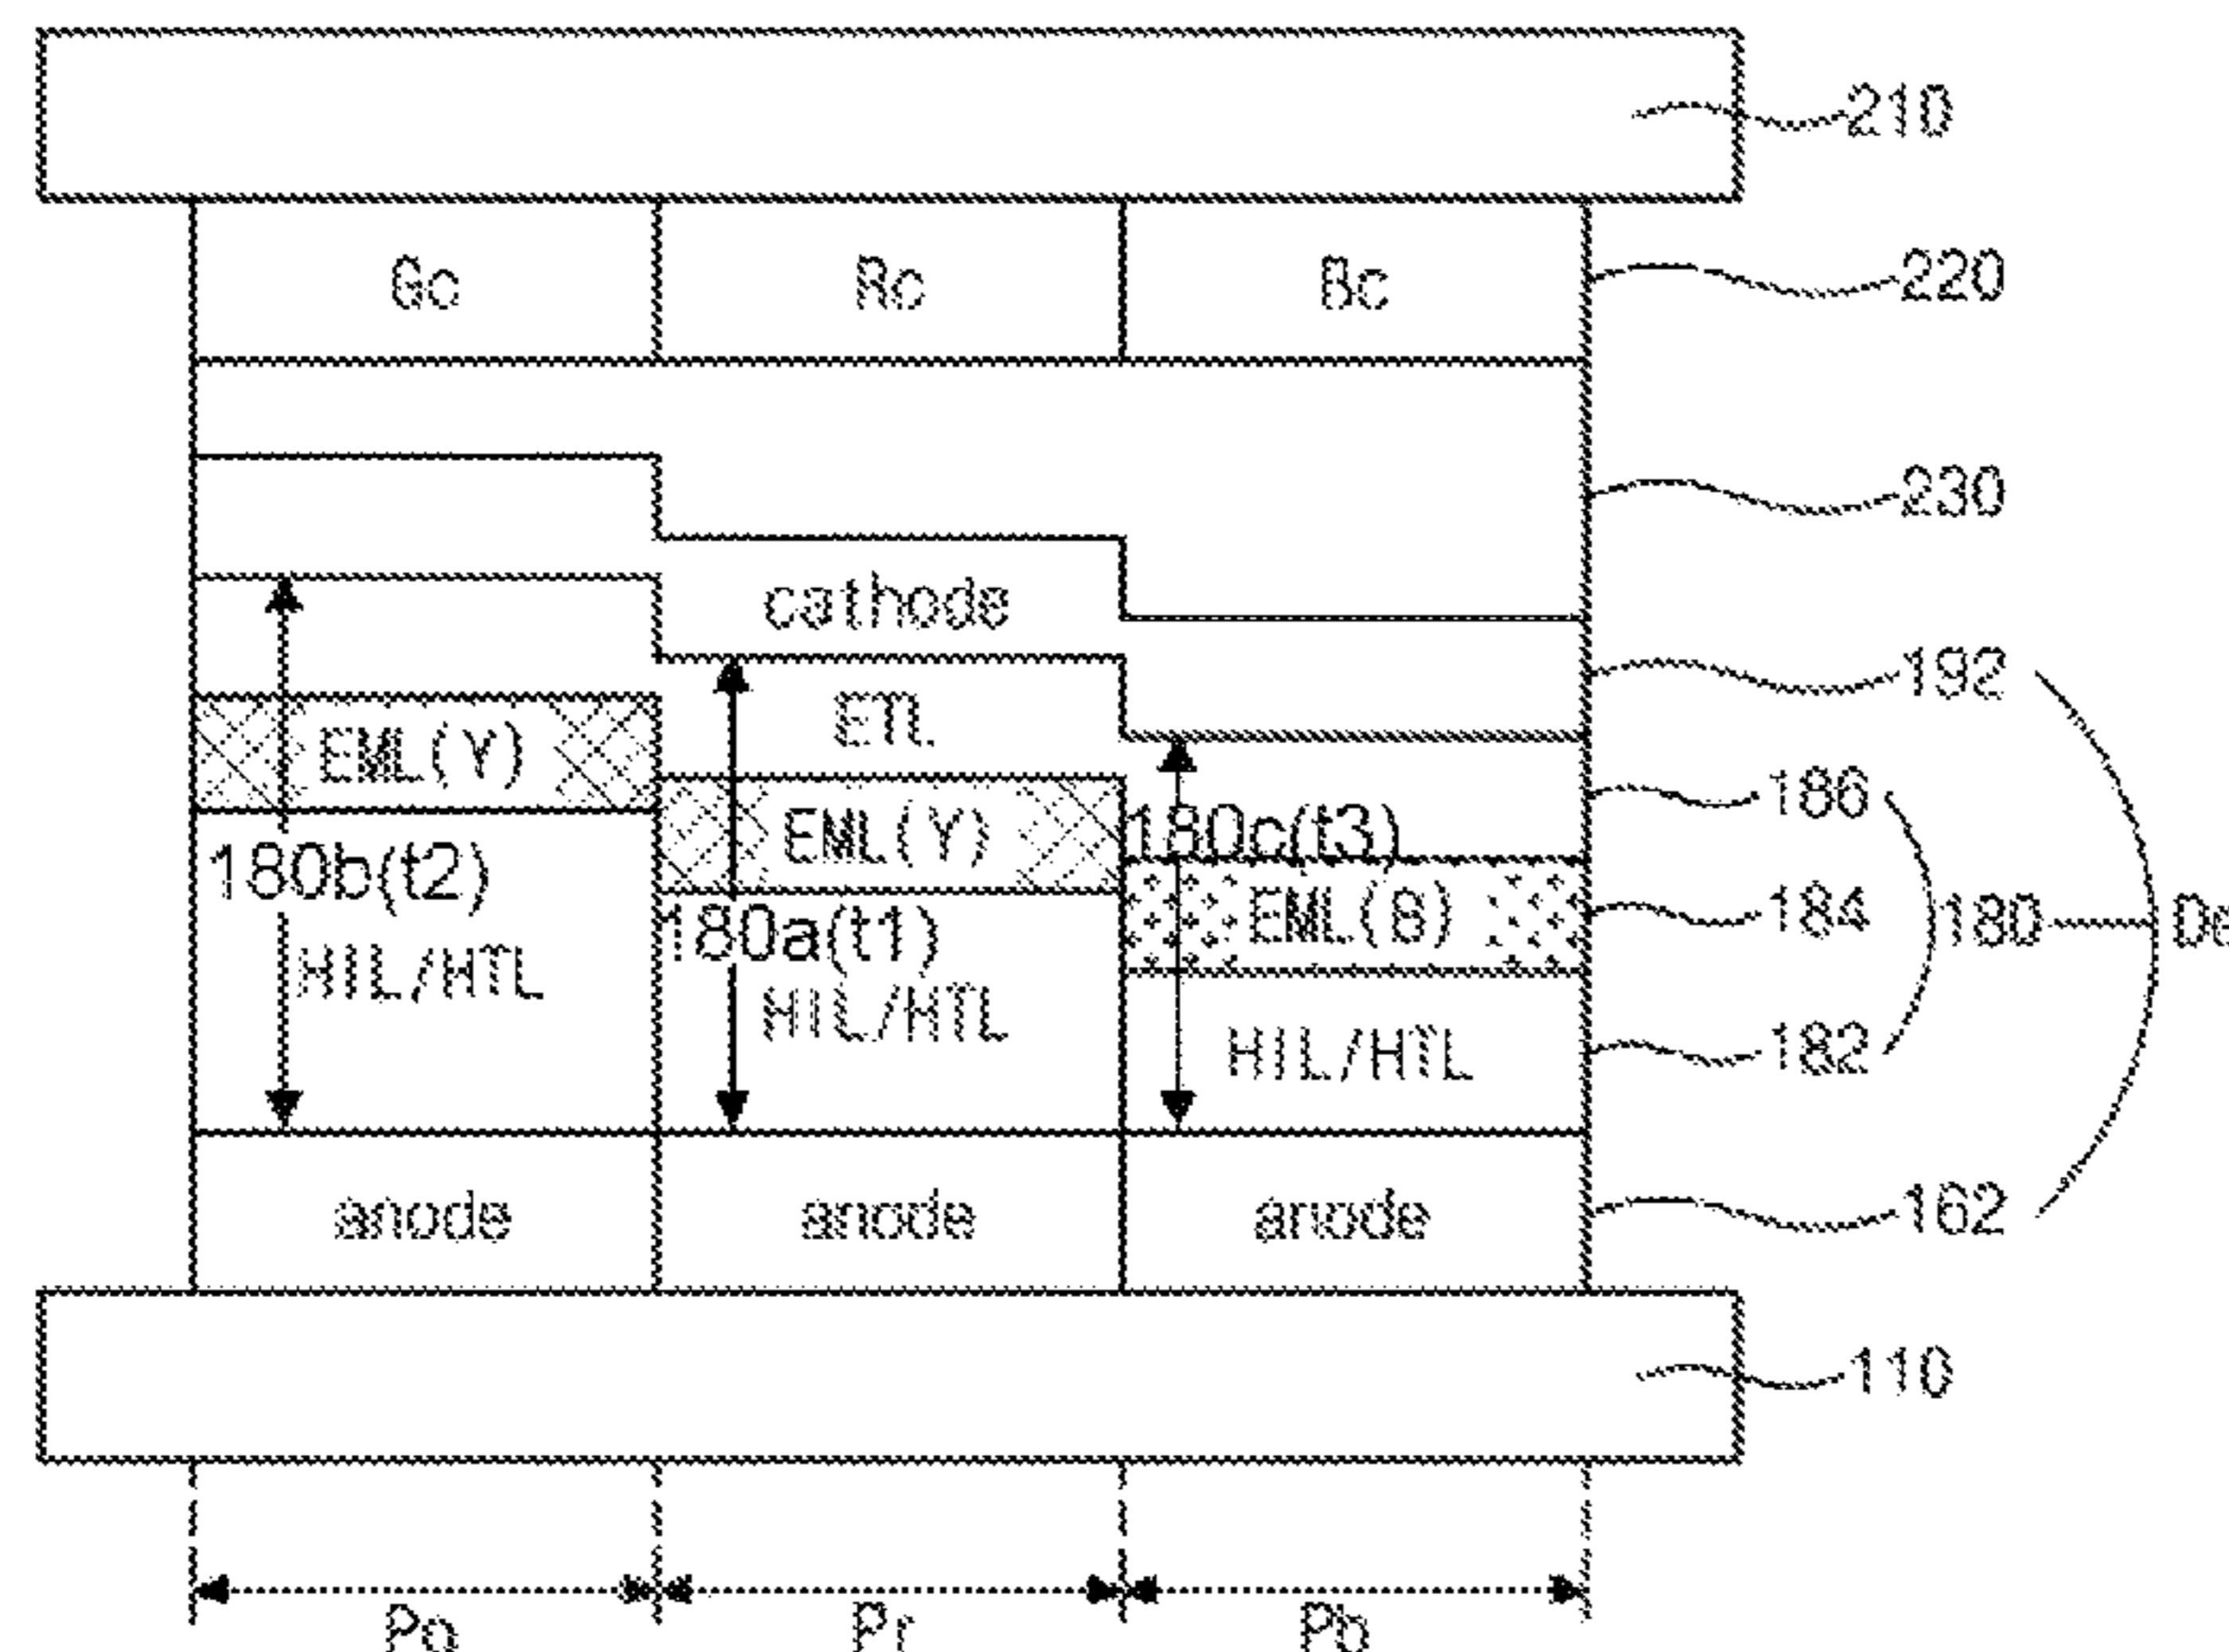 210
Gc Rc Bc 220
230
cathode
192
ETL
EML(Y)
186
EML(Y)
180c(t3)
180b(t2)
EML(B)
184
180
De
180a(t1)
HIL/HTL
HIL/HTL
HIL/HTL
182
anode anode anode 162
110
Pg Pr Pb